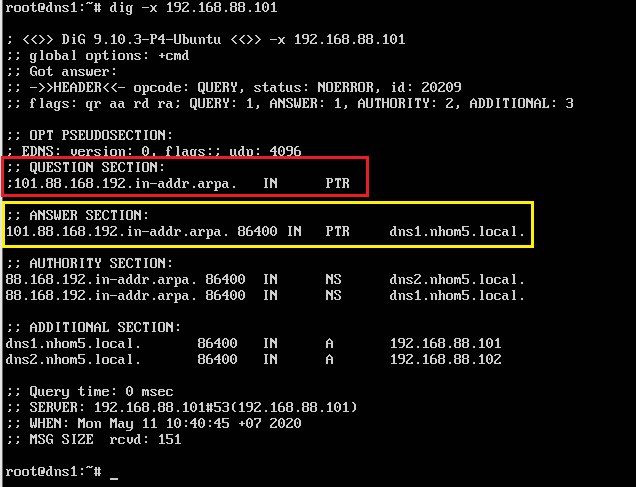 root@dns1:~# dig -x 192.168.88.101
; <<>> DiG 9.10.3-P4-Ubuntu <<>> -x 192.168.88.101
;; global options: +cmd
;; Got answer:
;; ->>HEADER<<- opcode: QUERY, status: NOERROR, id: 20209
;; flags: qr aa rd ra; QUERY: 1, ANSWER: 1, AUTHORITY: 2, ADDITIONAL: 3
;; OPT PSEUDOSECTION:
; EDNS: version: 0, flags:; udp: 4096
;; QUESTION SECTION:
;101.88.168.192.in-addr.arpa. IN PTR
;; ANSWER SECTION:
101.88.168.192.in-addr.arpa. 86400 IN PTR dns1.nhom5.local.
;; AUTHORITY SECTION:
88.168.192.in-addr.arpa. 86400 IN NS dns2.nhom5.local.
88.168.192.in-addr.arpa. 86400 IN NS dns1.nhom5.local.
;; ADDITIONAL SECTION:
dns1.nhom5.local. 86400 IN A 192.168.88.101
dns2.nhom5.local. 86400 IN A 192.168.88.102
;; Query time: 0 msec
;; SERVER: 192.168.88.101#53(192.168.88.101)
;; WHEN: Mon May 11 10:40:45 +07 2020
;; MSG SIZE rcvd: 151
root@dns1:~# _